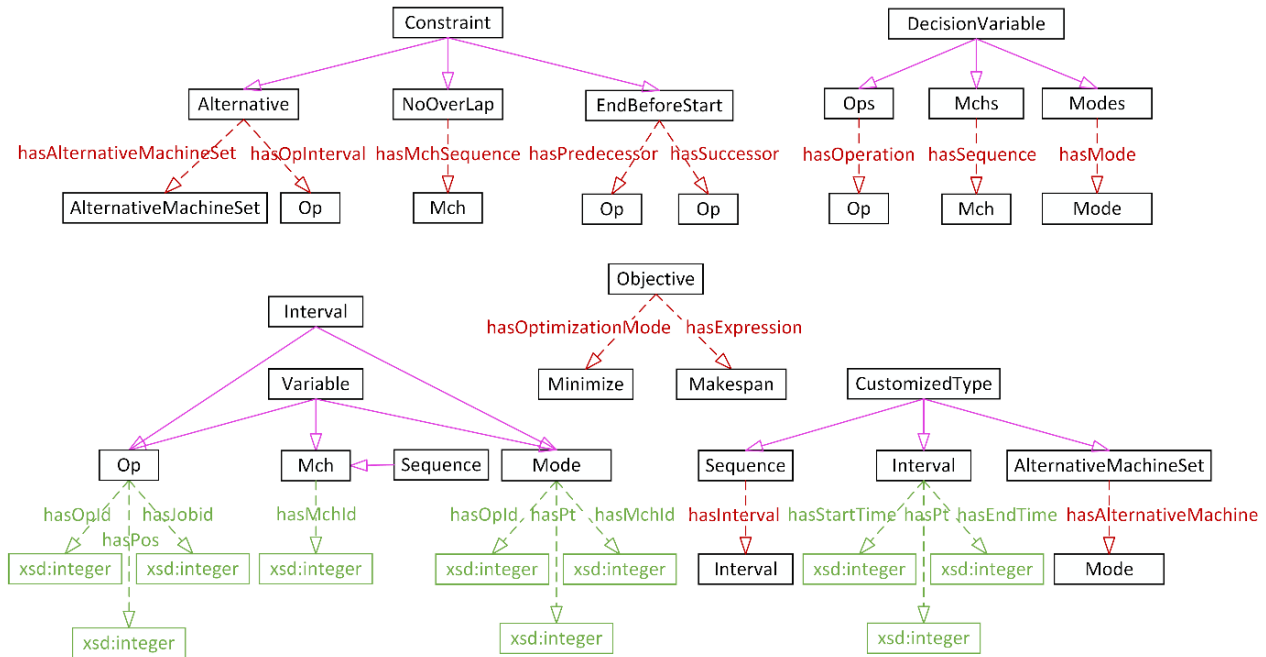 Constraint
DecisionVariable
Alternative
NoOverLap
EndBeforeStart
Ops
Mchs
Modes
hasAlternativeMachineSet
hasOpInterval
hasMchSequence
hasPredecessor
hasSuccessor
hasOperation
hasSequence
hasMode
AlternativeMachineSet
Op
Mch
Op
Op
Op
Mch
Mode
Objective
Interval
hasOptimizationMode
hasExpression
Variable
Minimize
Makespan
CustomizedType
Op
Mch
Sequence
Mode
Sequence
Interval
AlternativeMachineSet
hasOpId
hasJobid
hasPos
hasMchId
hasOpId
hasPt
hasMchId
hasInterval
hasStartTime
hasPt
hasEndTime
hasAlternativeMachine
xsd:integer
xsd:integer
xsd:integer
xsd:integer
xsd:integer
Interval
xsd:integer
xsd:integer
Mode
xsd:integer
xsd:integer
xsd:integer